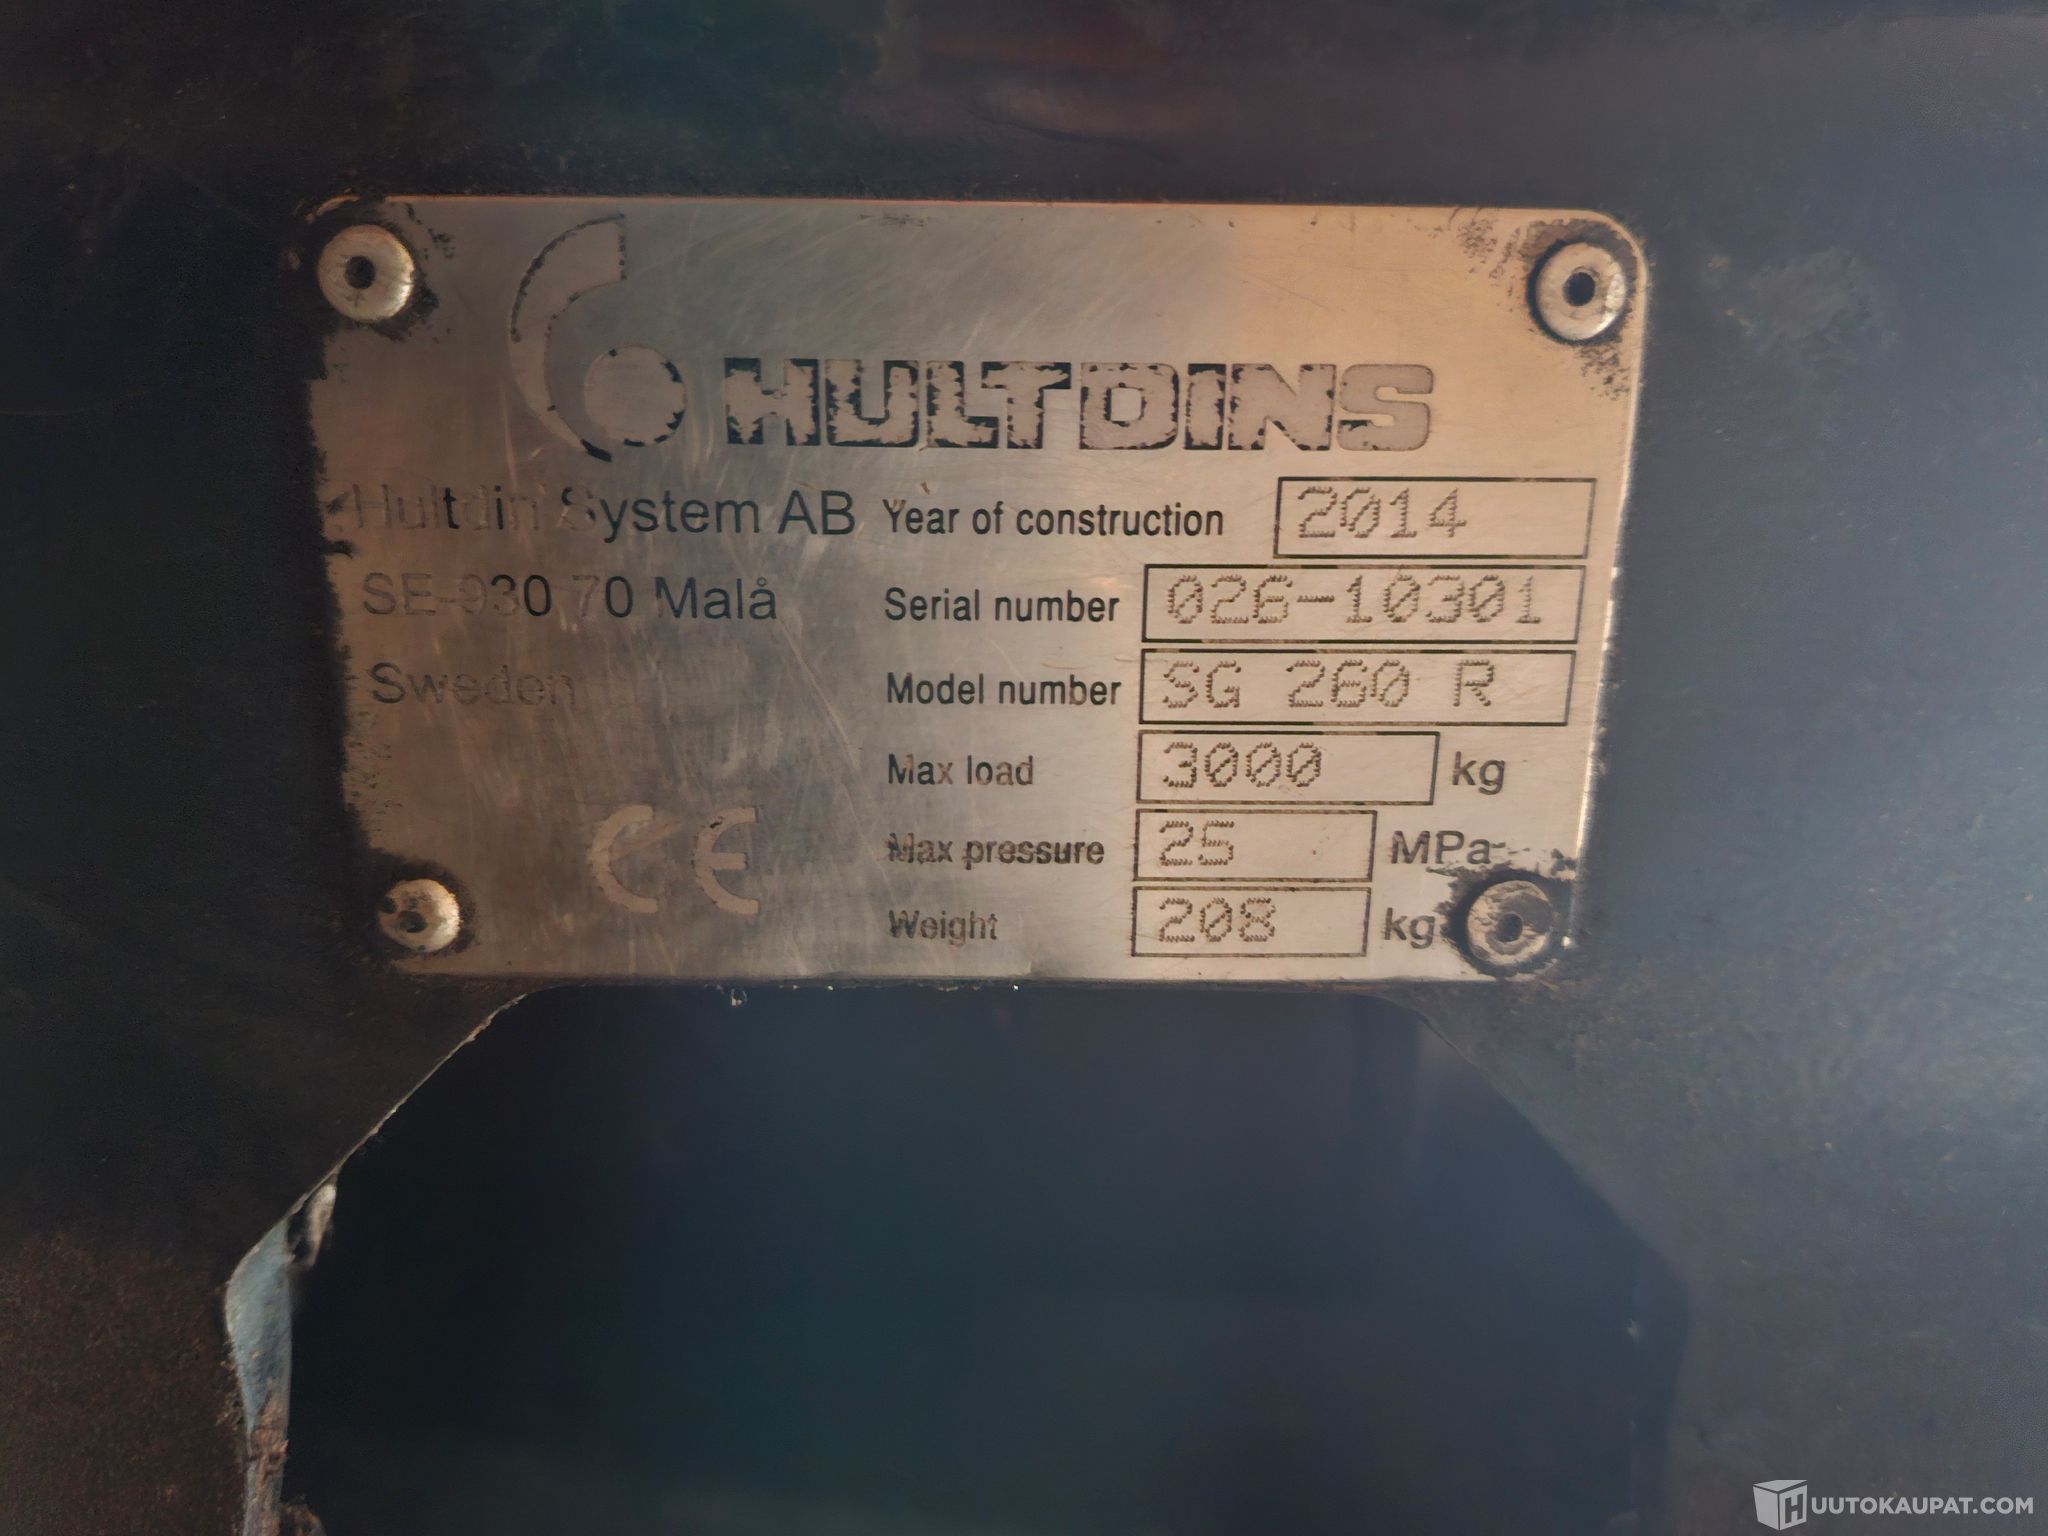 HULTDINS
Hultdin System AB
SE-930 70 Malå
Sweden
CE
Year of construction 2014
Serial number 026-10301
Model number SG 260 R
Max load 3000 kg
Max pressure 25 MPa
Weight 208 kg
HUUTOKAUPAT.COM